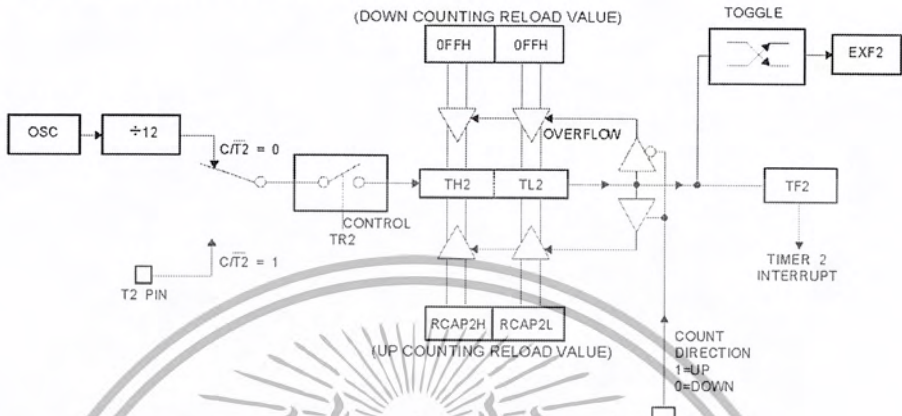 (DOWN COUNTING RELOAD VALUE)
0FFH 0FFH
TOGGLE
EXF2
OSC
÷12
C/T2 = 0
OVERFLOW
TH2 TL2
TF2
CONTROL
TR2
C/T2 = 1
T2 PIN
TIMER 2
INTERRUPT
RCAP2H RCAP2L
(UP COUNTING RELOAD VALUE)
COUNT
DIRECTION
1=UP
0=DOWN